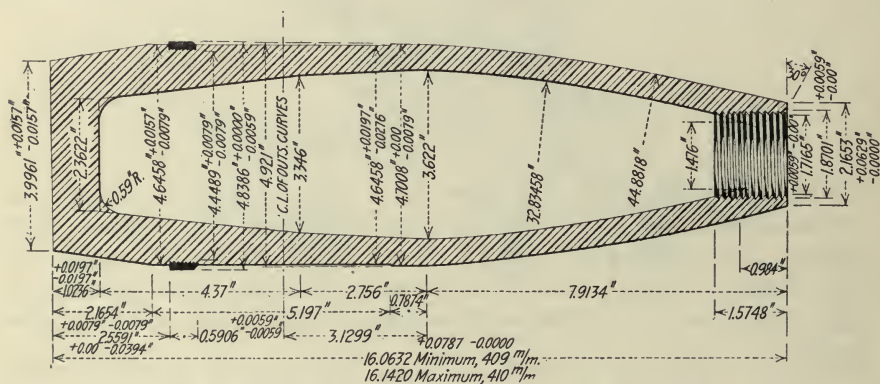 3.9961" +0.0157" -0.0157"
2.3622"
0.59" R.
4.6458" +0.0157" -0.0079"
4.4489" +0.0079" -0.0079"
4.8386" +0.0000" -0.0059"
4.921"
C.L. OF OUTS. CURVES
3.346"
4.6458" +0.0197" -0.0276"
4.7008" +0.00 -0.0079"
3.622"
32.83458"
44.8818"
1.476"
30°
+0.0059" -0.00"
+0.0059" -0.00"
1.7165"
1.8701"
2.1653"
+0.0629" -0.0000"
0.984"
+0.0197"
-0.0197"
1.0236"
4.37"
2.756"
7.9134"
2.1654"
5.197"
0.7874"
1.5748"
+0.0079" -0.0079"
2.5591"
+0.00" -0.0394"
0.5906" +0.0059" -0.0059"
3.1299"
+0.0787 -0.0000
16.0632 Minimum, 409 m/m.
16.1420 Maximum, 410 m/m